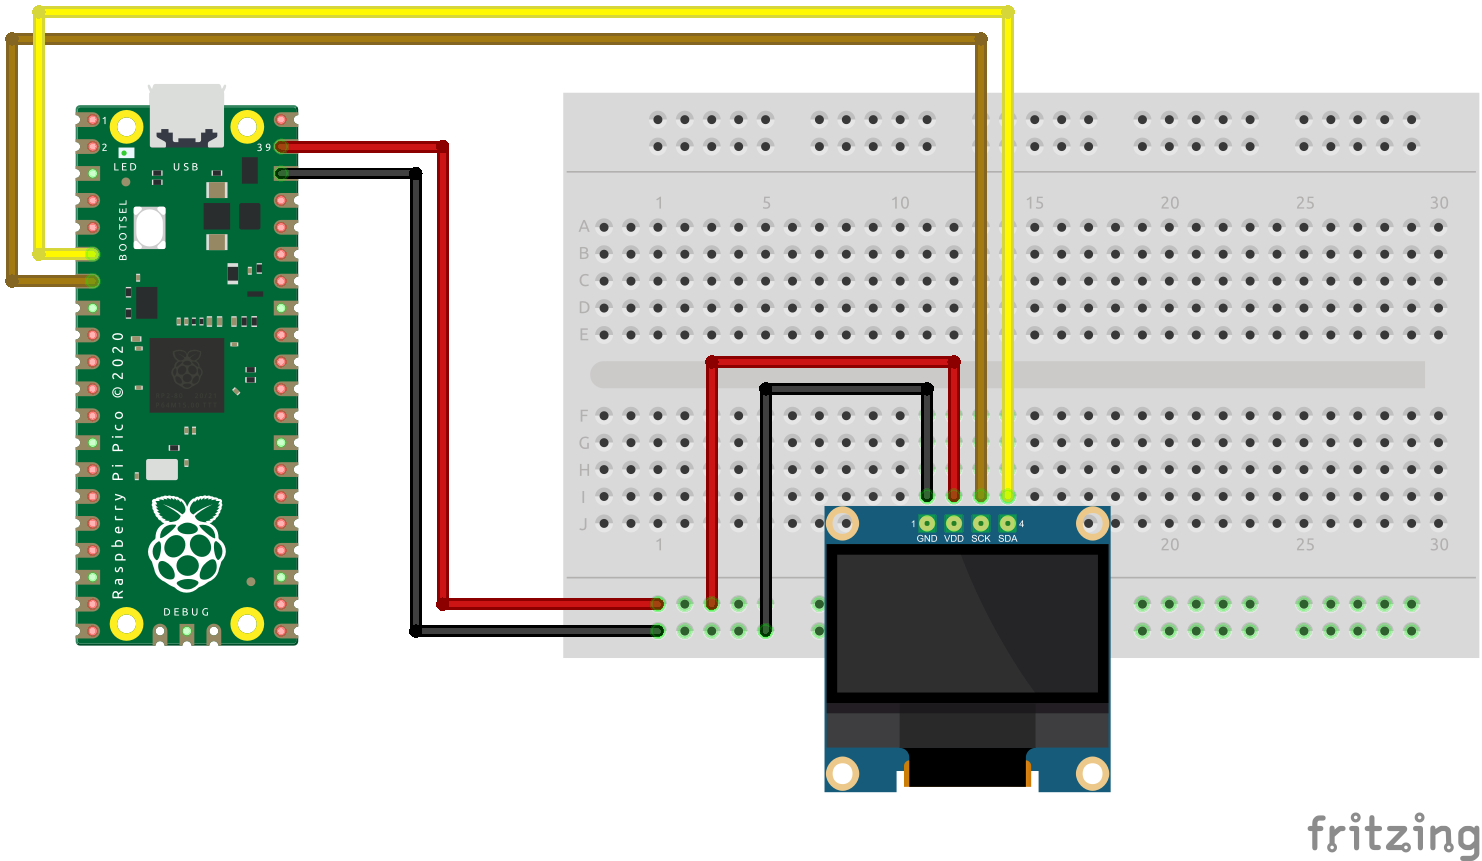 1
2
39
LED
USB
BOOTSEL
Raspberry Pi Pico ©2020
DEBUG
1 5 10 15 20 25 30
A
B
C
D
E
F
G
H
I
J
1 20 25 30
1 4
GND VDD SCK SDA
fritzing